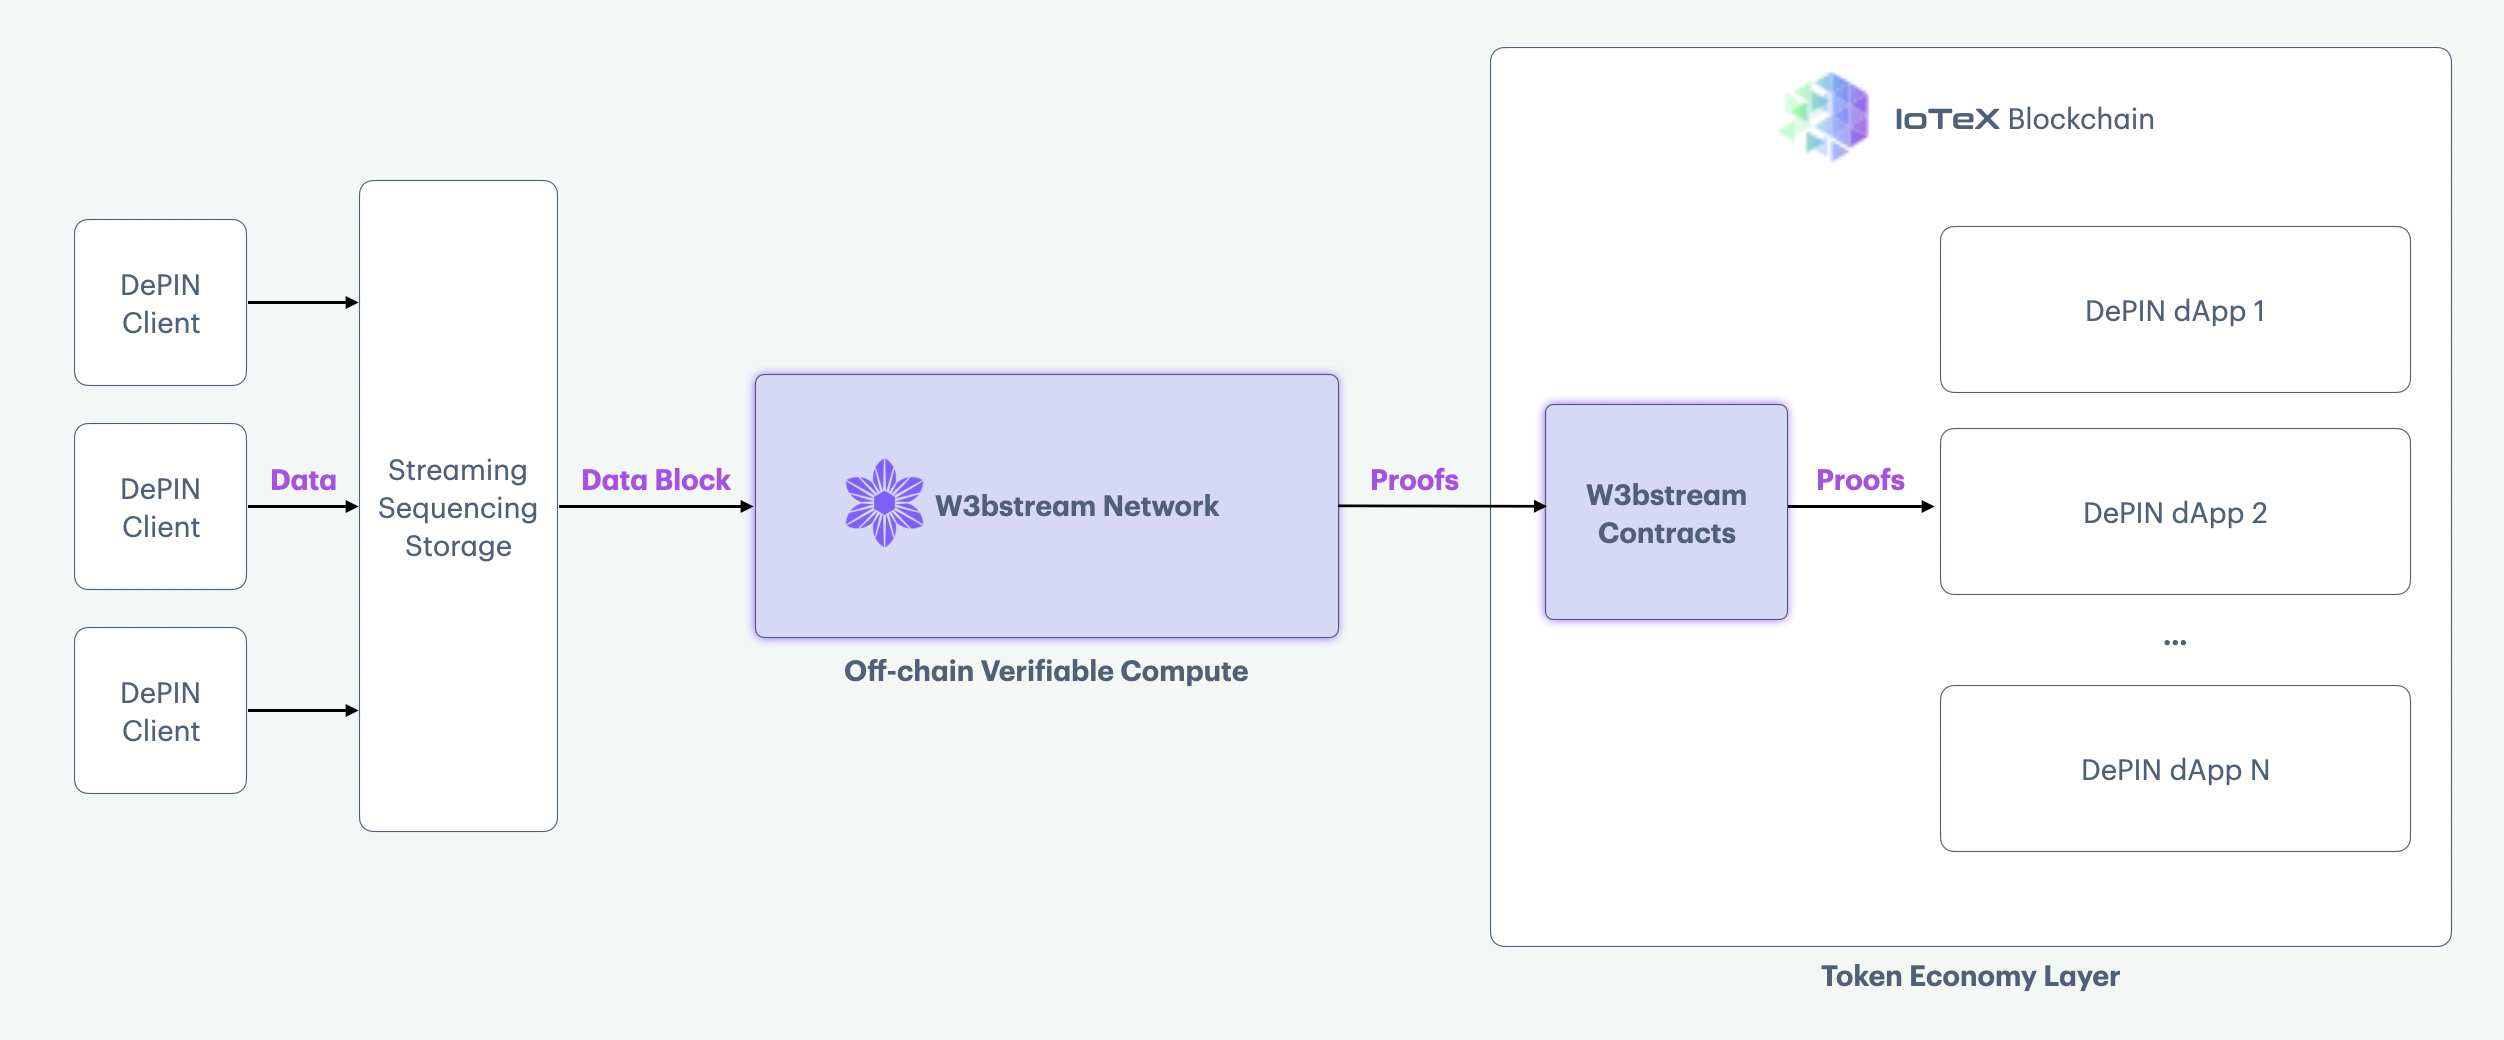 IoTeX Blockchain
DePIN
Client
DePIN
Client
DePIN
Client
Data
Streaming
Sequencing
Storage
Data Block
W3bstream Network
Off-chain Verifiable Compute
Proofs
W3bstream
Contracts
Proofs
DePIN dApp 1
DePIN dApp 2
...
DePIN dApp N
Token Economy Layer